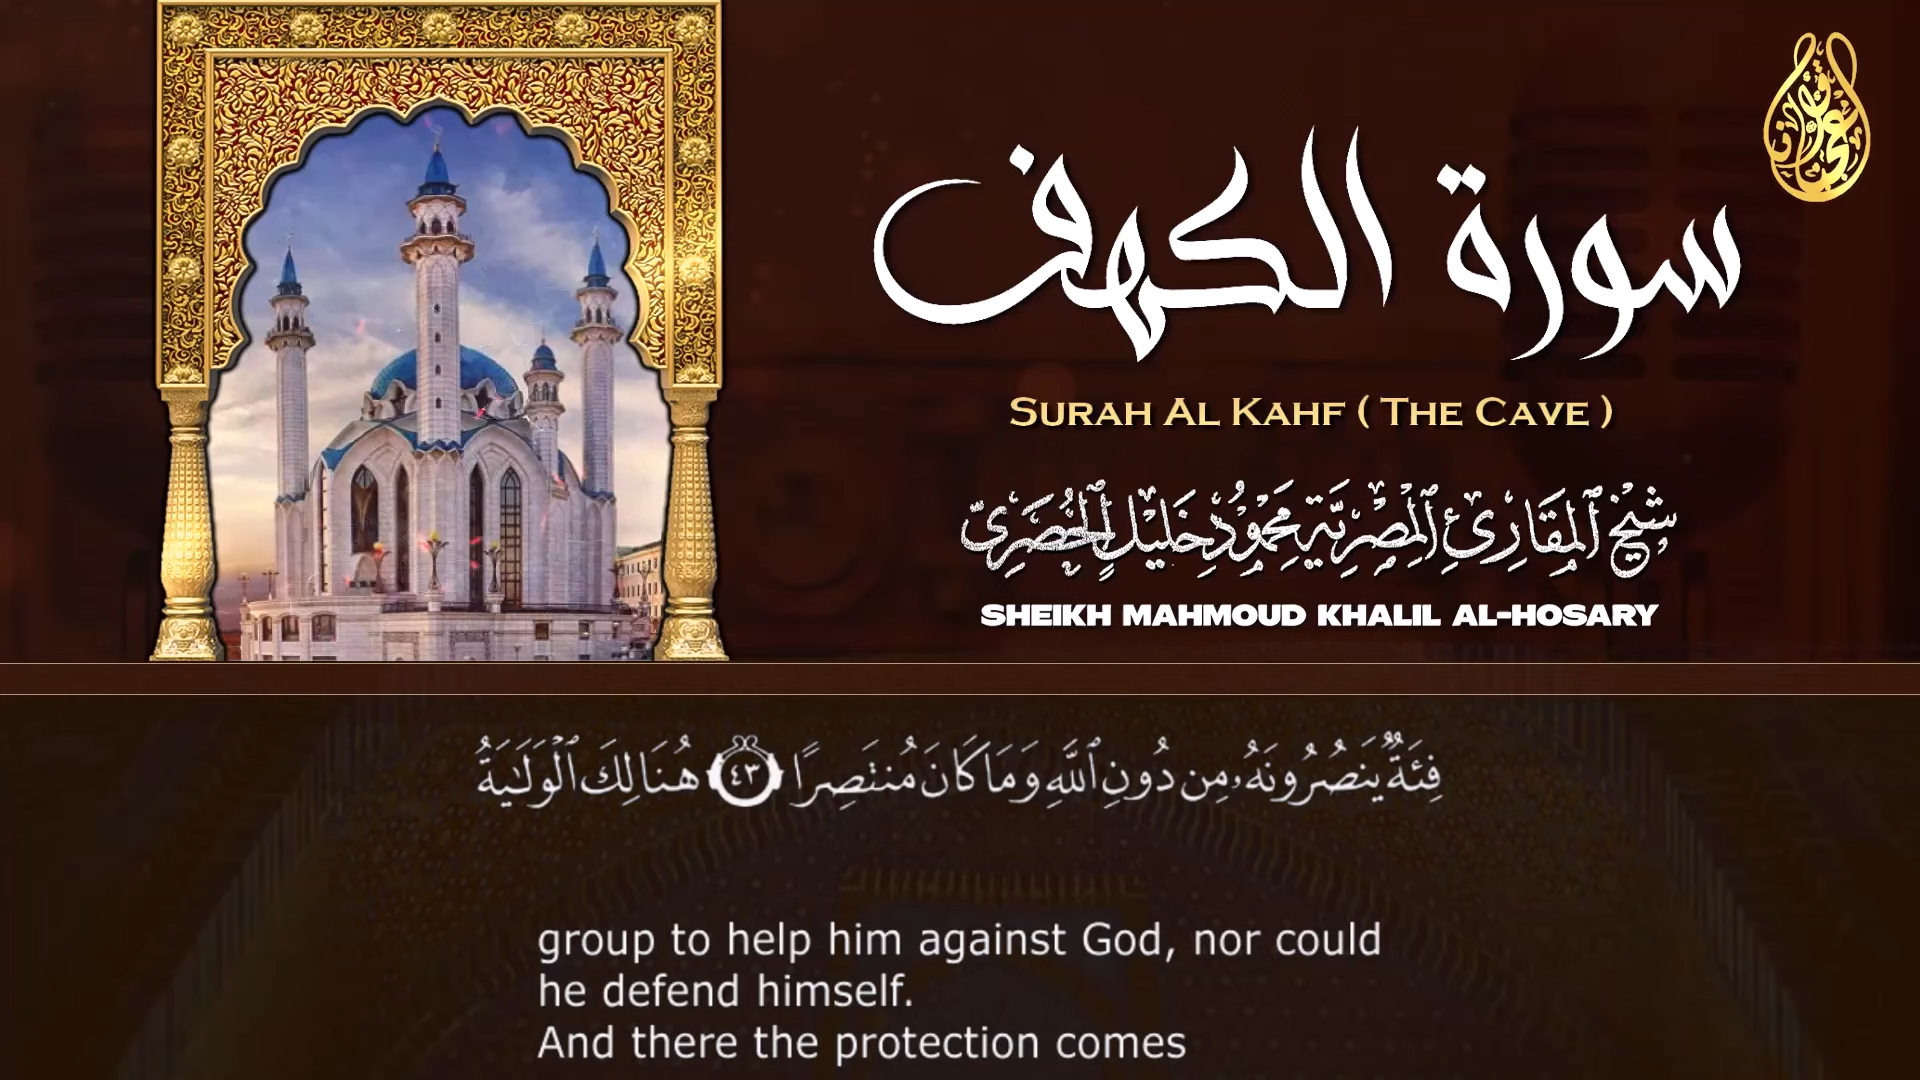 سورة الكهف
SURAH AL KAHF ( THE CAVE )
شيخ المقارئ المصرية محمود خليل الحصري
SHEIKH MAHMOUD KHALIL AL-HOSARY
فِئَةٌ يَنصُرُونَهُۥ مِن دُونِ ٱللَّهِ وَمَا كَانَ مُنتَصِرًا ٤٣ هُنَالِكَ ٱلْوَلَـٰيَةُ
group to help him against God, nor could
he defend himself.
And there the protection comes